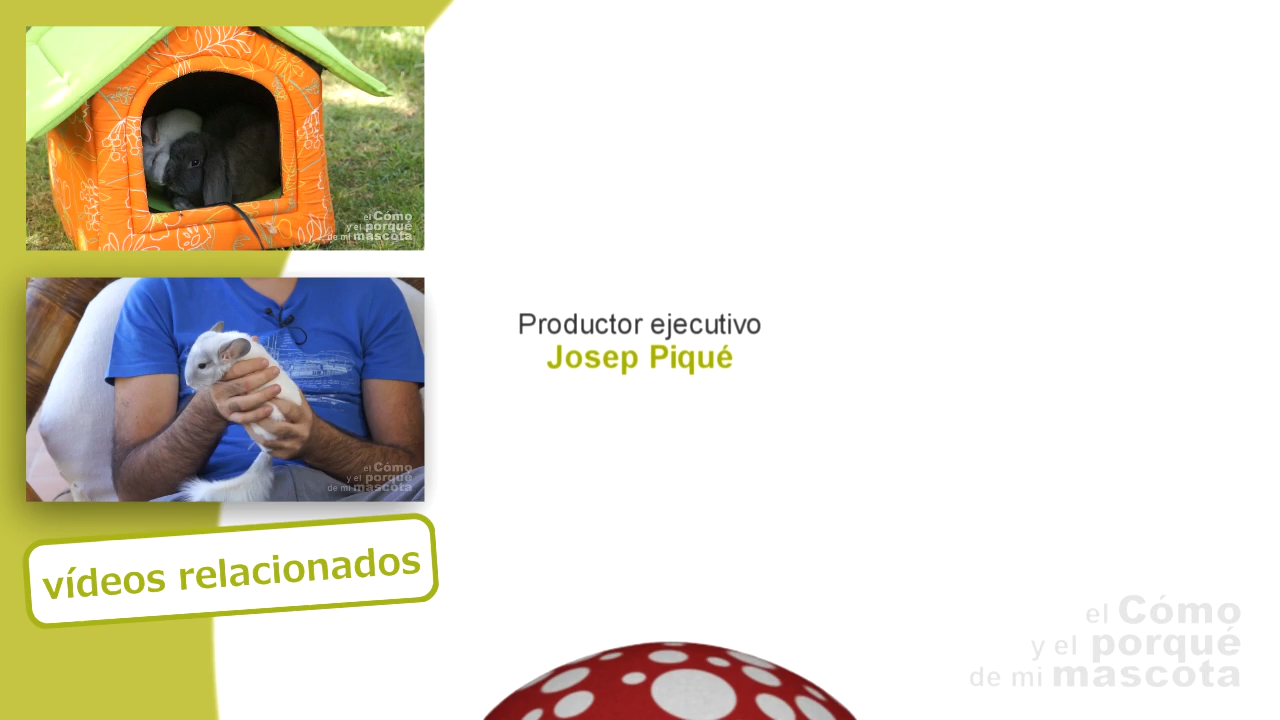 el Cómo
y el porqué
de mi mascota
Productor ejecutivo
Josep Piqué
el Cómo
y el porqué
de mi mascota
vídeos relacionados
el Cómo
y el porqué
de mi mascota